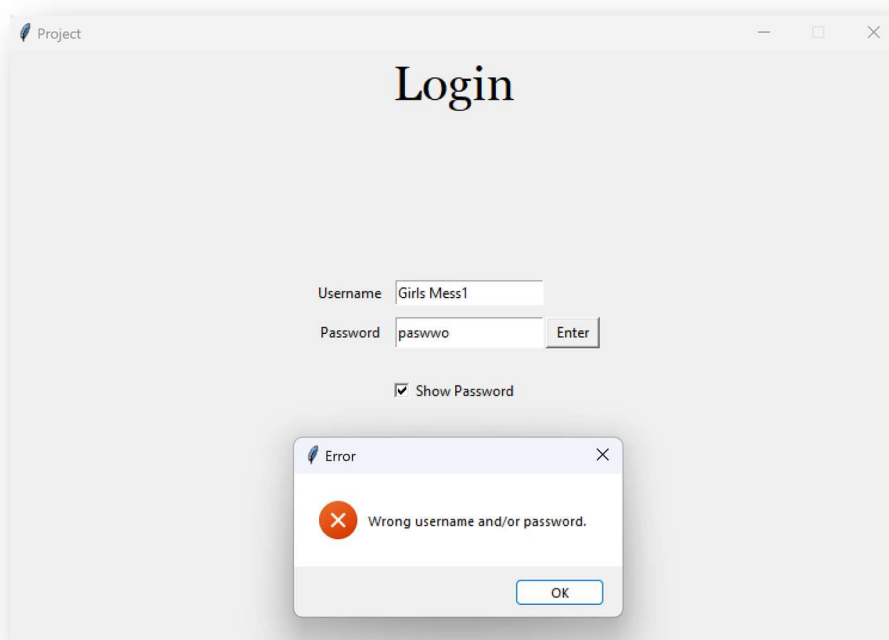 Project
Login
Username Girls Mess1
Password paswwo Enter
Show Password
Error
Wrong username and/or password.
OK